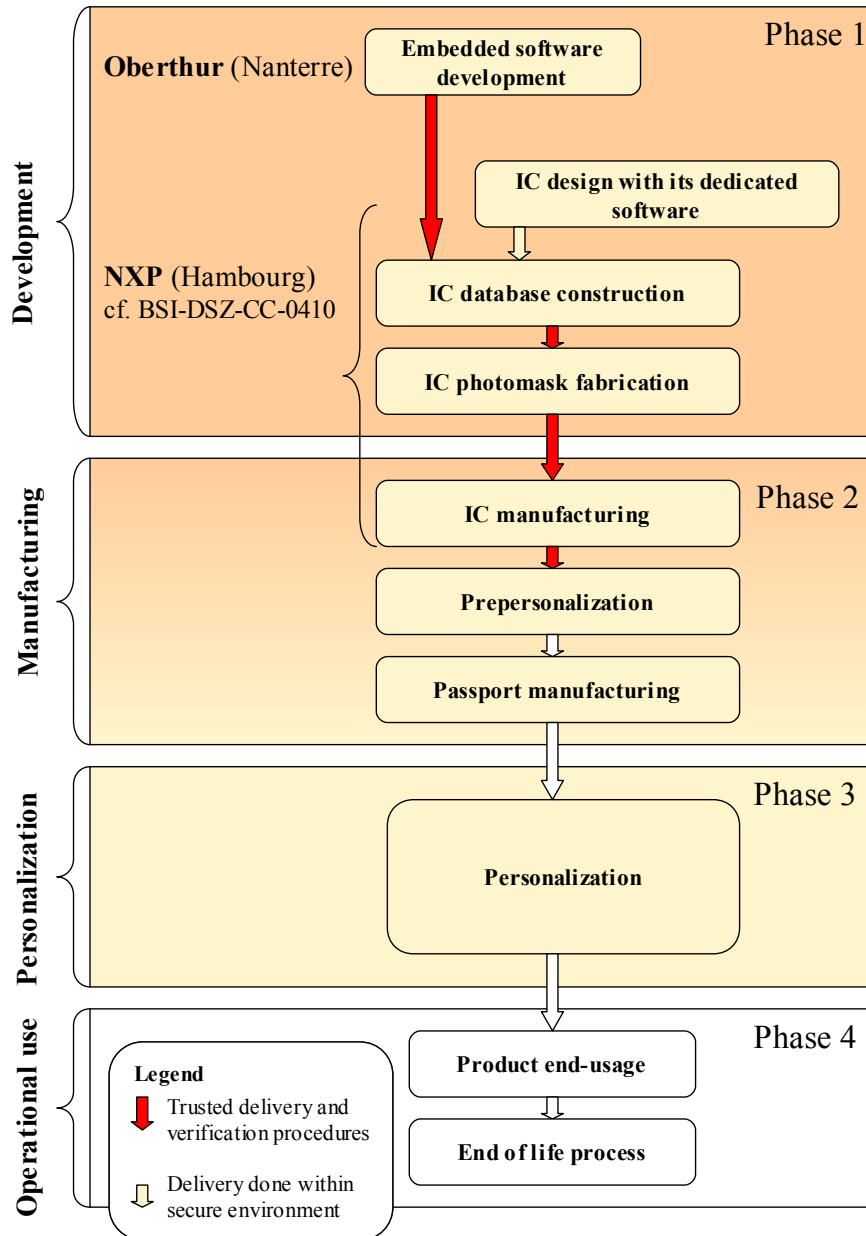 Phase 1
Oberthur (Nanterre)
Embedded software
development
IC design with its dedicated
software
Development
NXP (Hambourg)
cf. BSI-DSZ-CC-0410
IC database construction
IC photomask fabrication
Phase 2
Manufacturing
IC manufacturing
Prepersonalization
Passport manufacturing
Phase 3
Personalization
Personalization
Phase 4
Operational use
Product end-usage
End of life process
Legend
Trusted delivery and
verification procedures
Delivery done within
secure environment